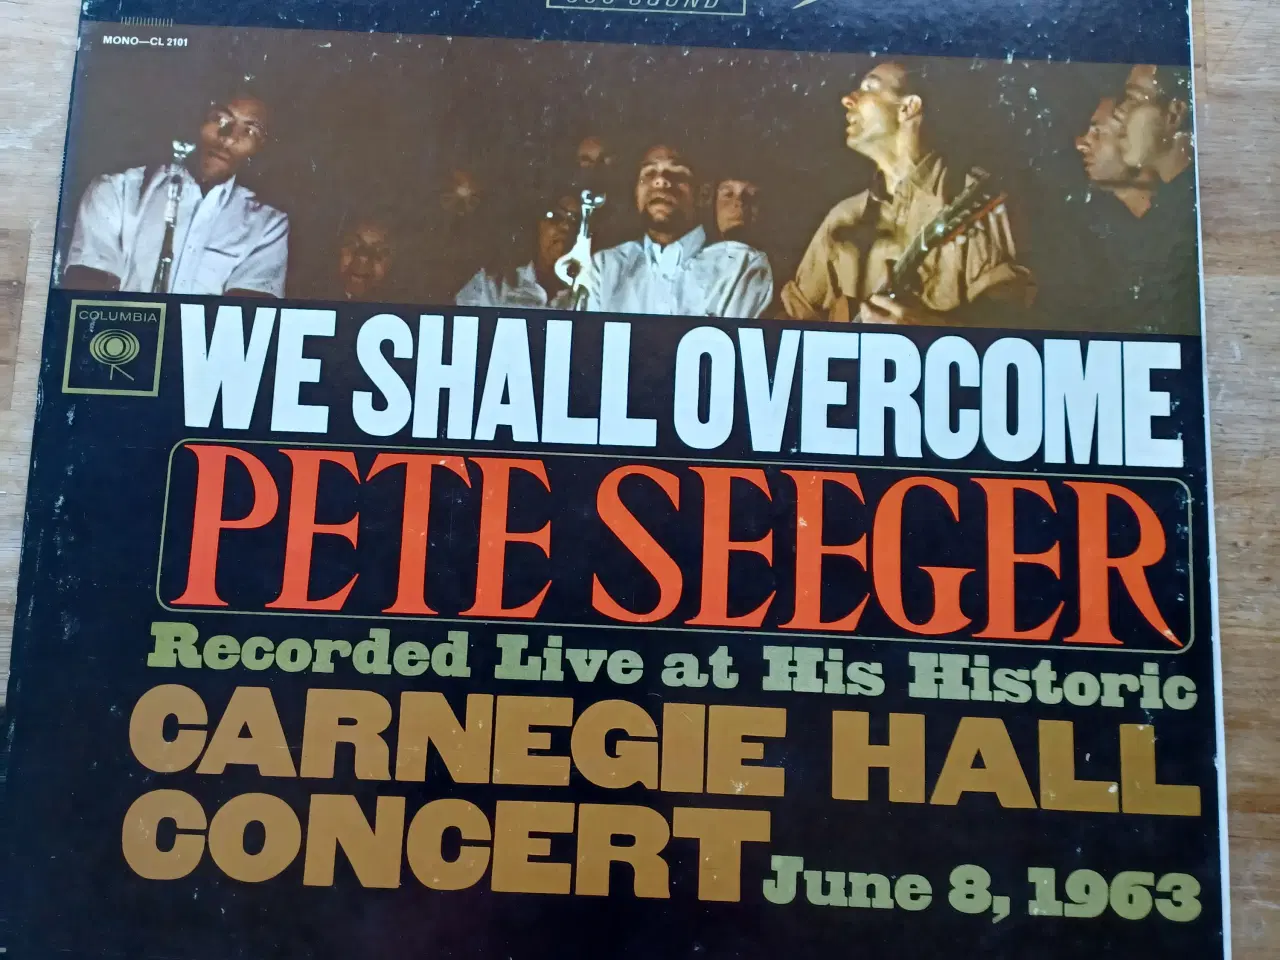 MONO—CL 2101
COLUMBIA
WE SHALL OVERCOME
PETE SEEGER
Recorded Live at His Historic
CARNEGIE HALL
CONCERT
June 8, 1963